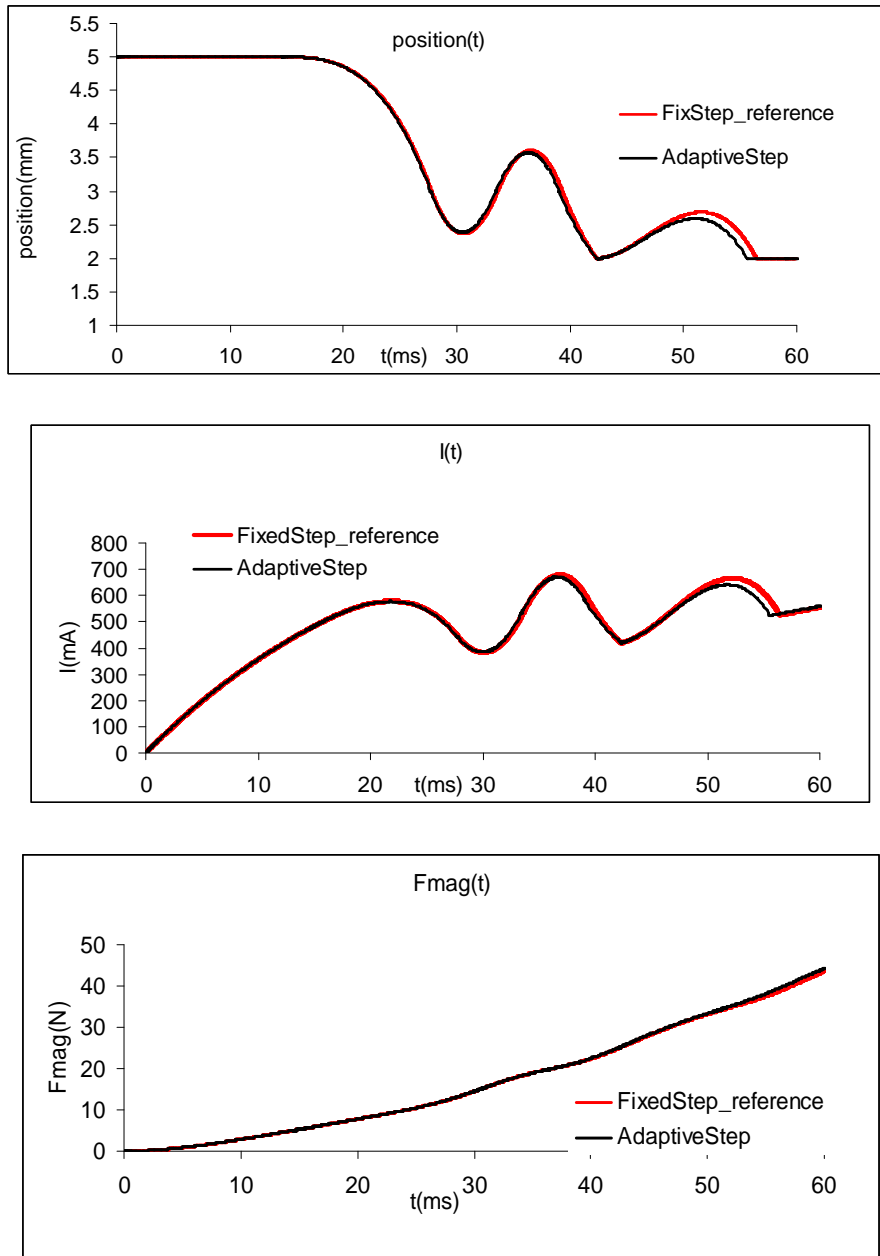 position(t)
5.5
5
4.5
4
3.5
3
2.5
2
1.5
1
position(mm)
FixStep_reference
AdaptiveStep
0 10 20 t(ms) 30 40 50 60
I(t)
800
700
600
500
400
300
200
100
0
I(mA)
FixedStep_reference
AdaptiveStep
0 10 20 t(ms) 30 40 50 60
Fmag(t)
50
40
30
20
10
0
Fmag(N)
FixedStep_reference
AdaptiveStep
0 10 20 30 40 50 60
t(ms)